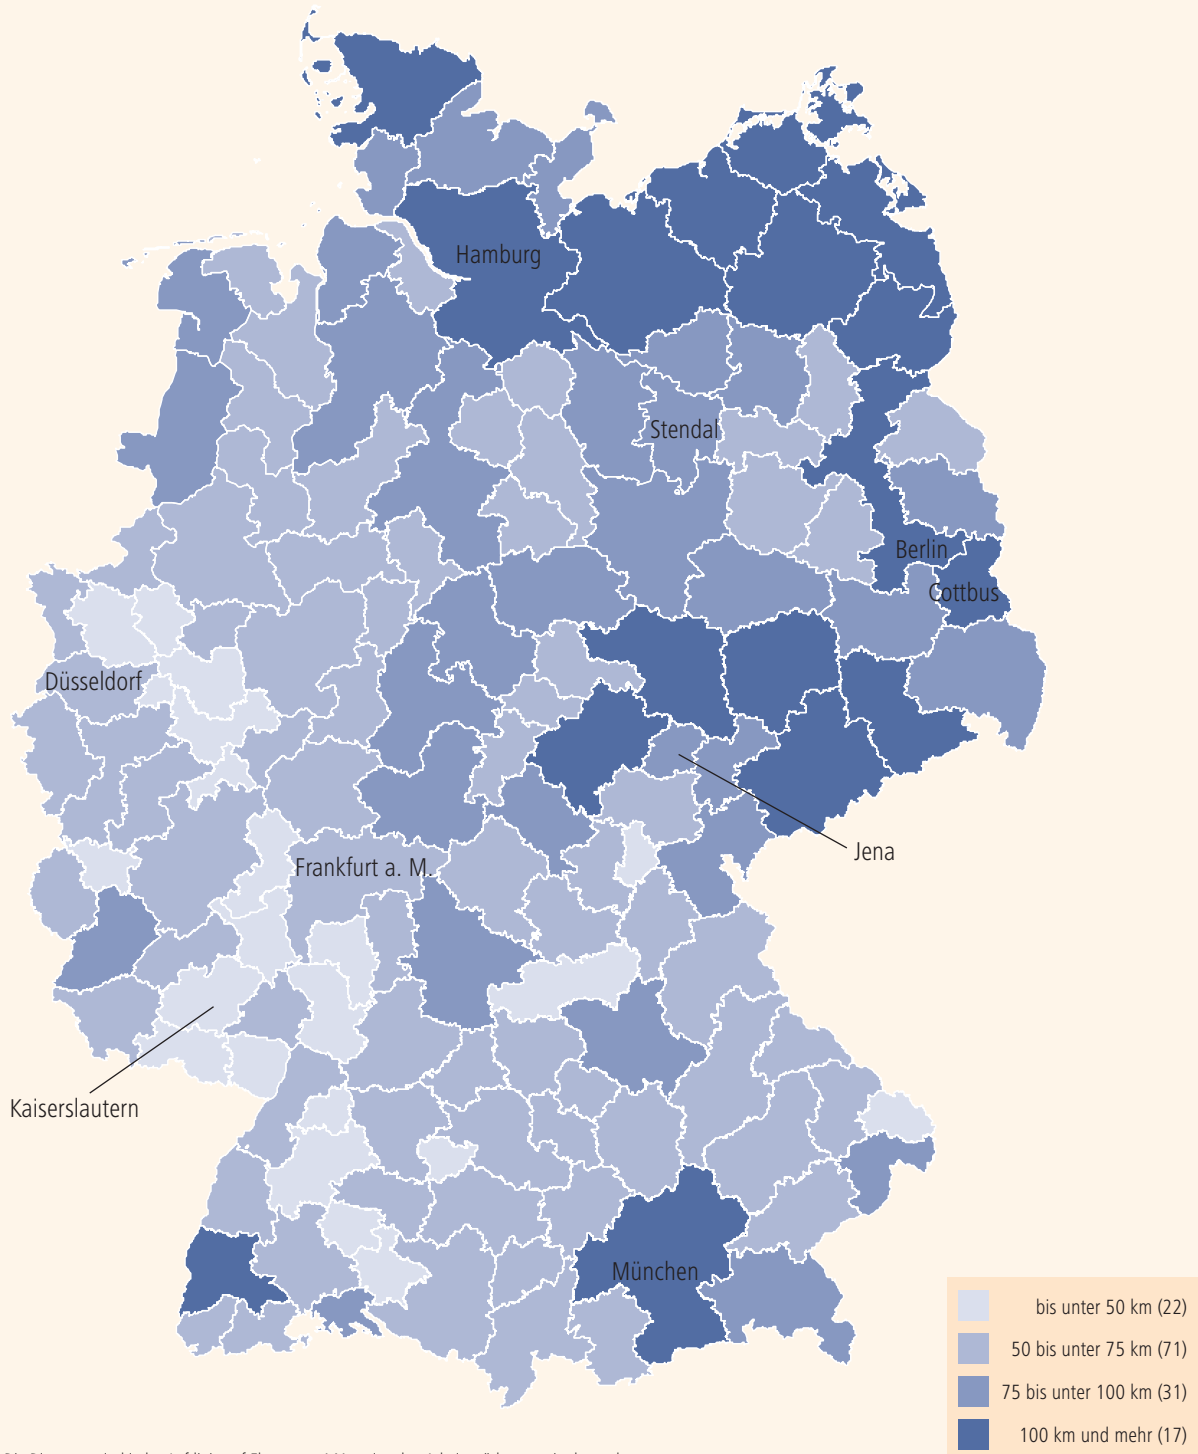 Hamburg
Stendal
Berlin
Cottbus
Düsseldorf
Jena
Frankfurt a. M.
Kaiserslautern
München
bis unter 50 km (22)
50 bis unter 75 km (71)
75 bis unter 100 km (31)
100 km und mehr (17)